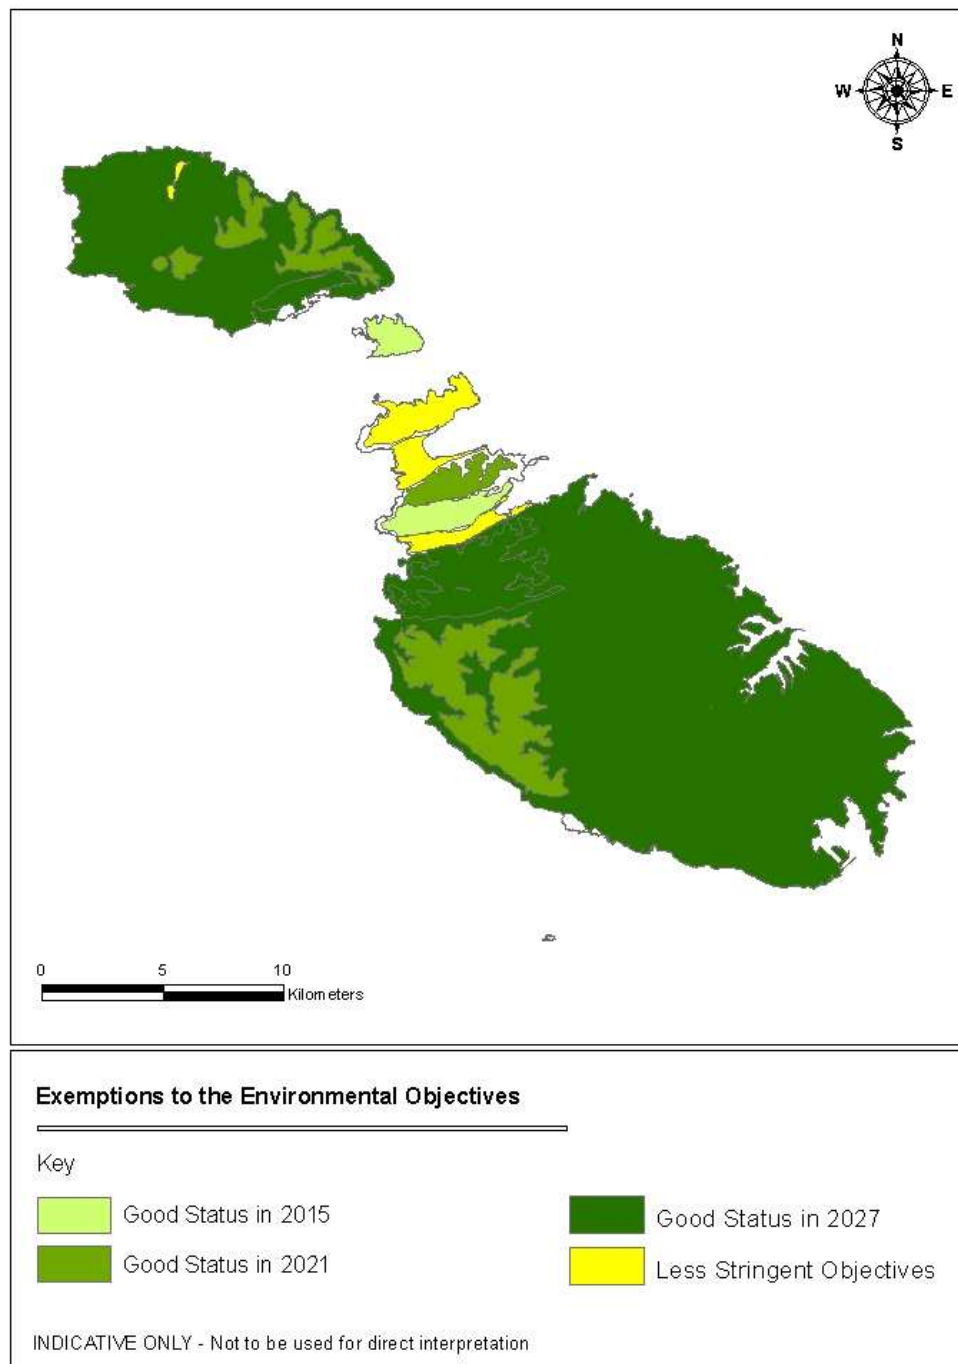 N
W E
S
0 5 10
Kilometers
Exemptions to the Environmental Objectives
Key
Good Status in 2015
Good Status in 2021
Good Status in 2027
Less Stringent Objectives
INDICATIVE ONLY - Not to be used for direct interpretation